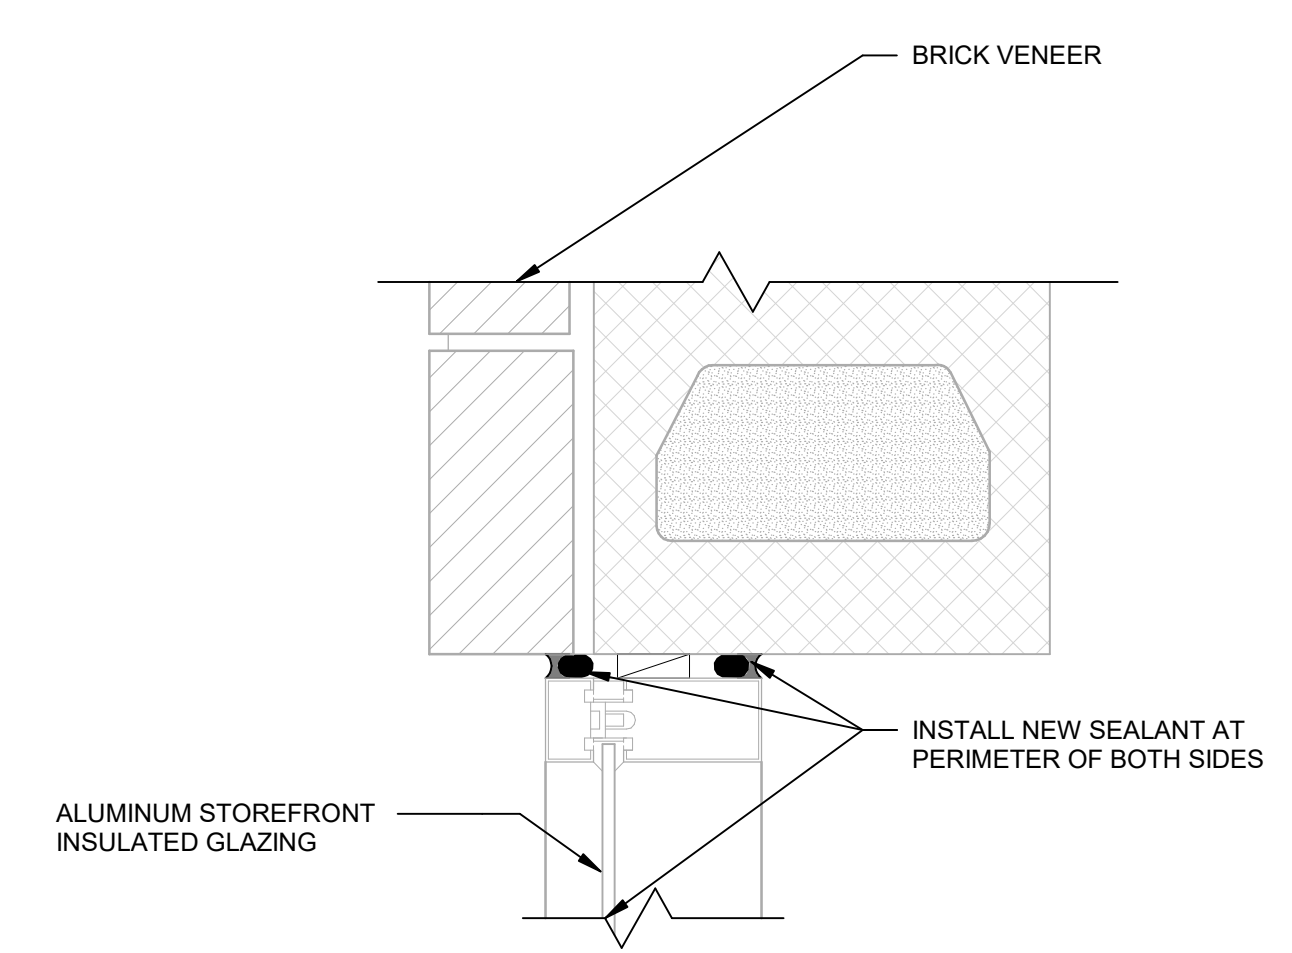 BRICK VENEER
INSTALL NEW SEALANT AT
PERIMETER OF BOTH SIDES
ALUMINUM STOREFRONT
INSULATED GLAZING